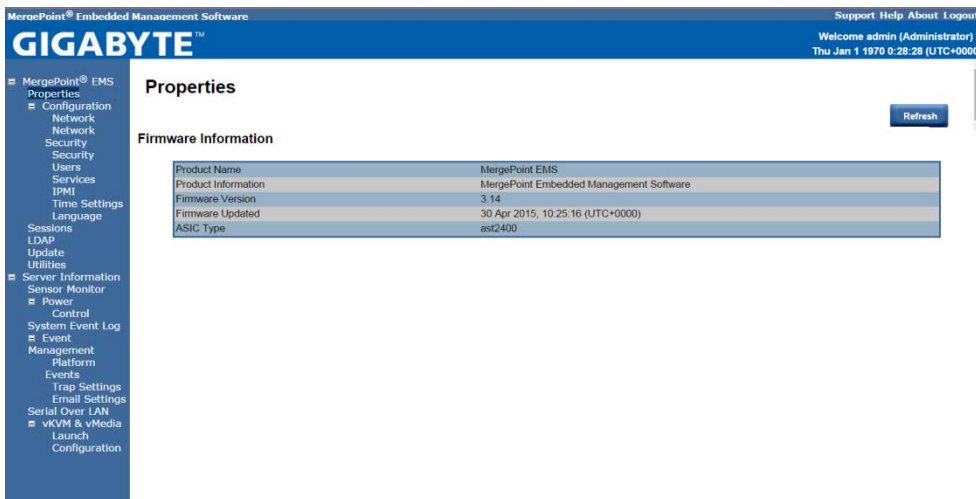 MergePoint® Embedded Management Software
Support Help About Logout
GIGABYTE™
Welcome admin (Administrator)
Thu Jan 1 1970 0:28:28 (UTC+000
MergePoint® EMS
Properties
Configuration
Network
Network
Security
Security
Users
Services
IPMI
Time Settings
Language
Sessions
LDAP
Update
Utilities
Server Information
Sensor Monitor
Power
Control
System Event Log
Event
Management
Platform
Events
Trap Settings
Email Settings
Serial Over LAN
vKVM & vMedia
Launch
Configuration
Properties
Refresh
Firmware Information
Product Name MergePoint EMS
Product Information MergePoint Embedded Management Software
Firmware Version 3.14
Firmware Updated 30 Apr 2015, 10:25:16 (UTC+0000)
ASIC Type ast2400